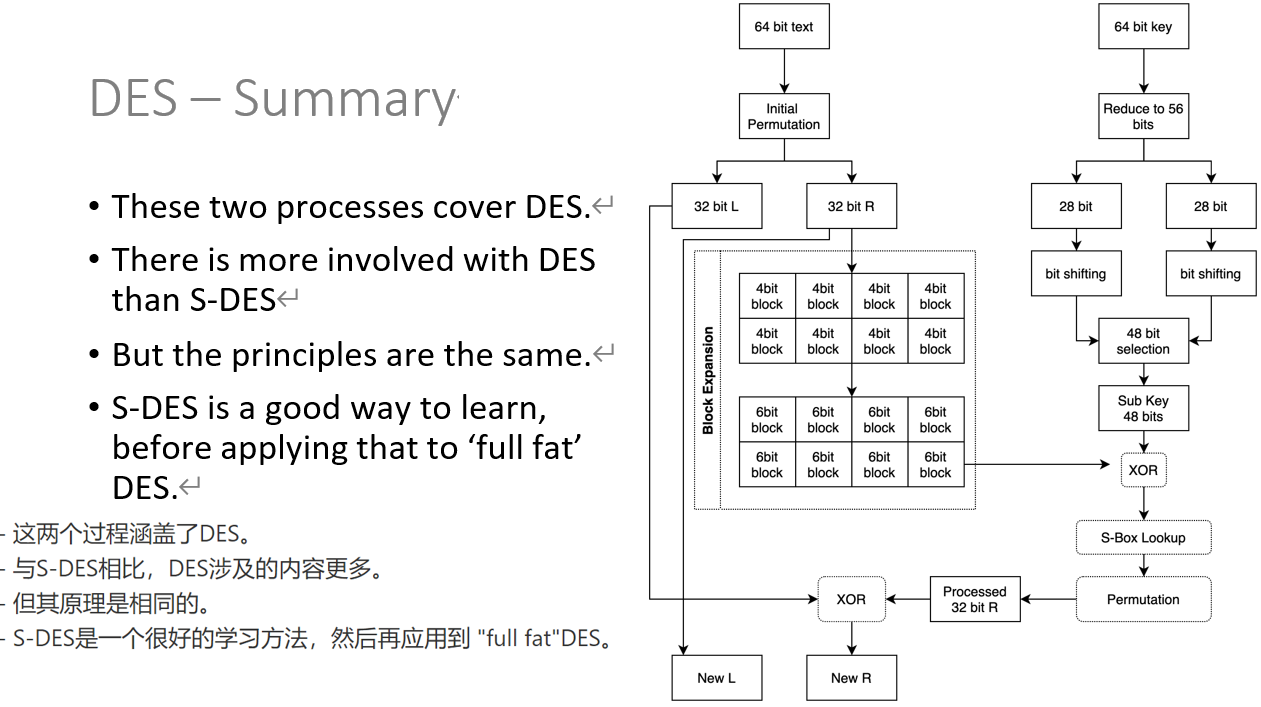 DES – Summary
• These two processes cover DES.↵
• There is more involved with DES
than S-DES↵
• But the principles are the same.↵
• S-DES is a good way to learn,
before applying that to ‘full fat’
DES.↵
- 这两个过程涵盖了DES。
- 与S-DES相比，DES涉及的内容更多。
- 但其原理是相同的。
- S-DES是一个很好的学习方法，然后再应用到 "full fat"DES。
64 bit text
64 bit key
Initial
Permutation
Reduce to 56
bits
32 bit L
32 bit R
28 bit
28 bit
bit shifting
bit shifting
Block Expansion
4bit
block
4bit
block
4bit
block
4bit
block
4bit
block
4bit
block
4bit
block
4bit
block
48 bit
selection
6bit
block
6bit
block
6bit
block
6bit
block
6bit
block
6bit
block
6bit
block
6bit
block
Sub Key
48 bits
XOR
S-Box Lookup
Permutation
Processed
32 bit R
XOR
New L
New R